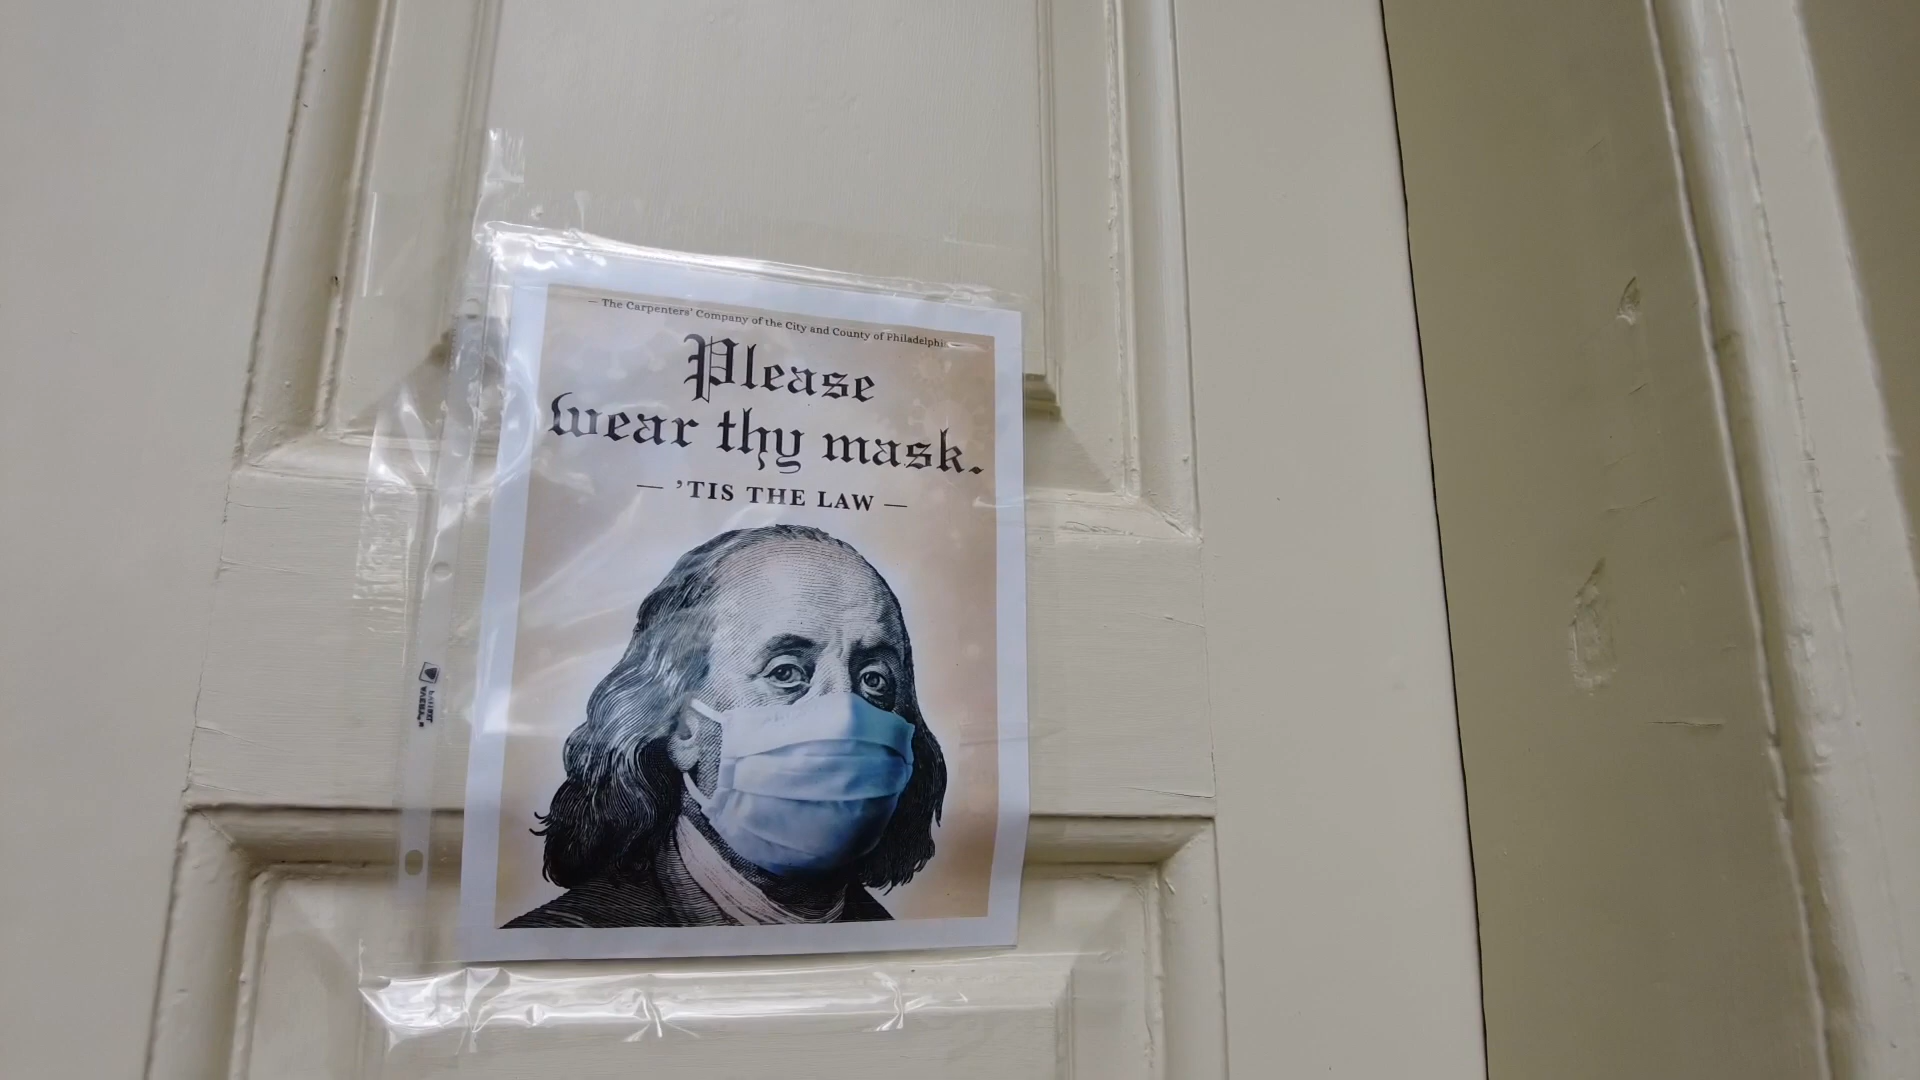 — The Carpenters' Company of the City and County of Philadelphia
Please
wear thy mask.
— ’TIS THE LAW —